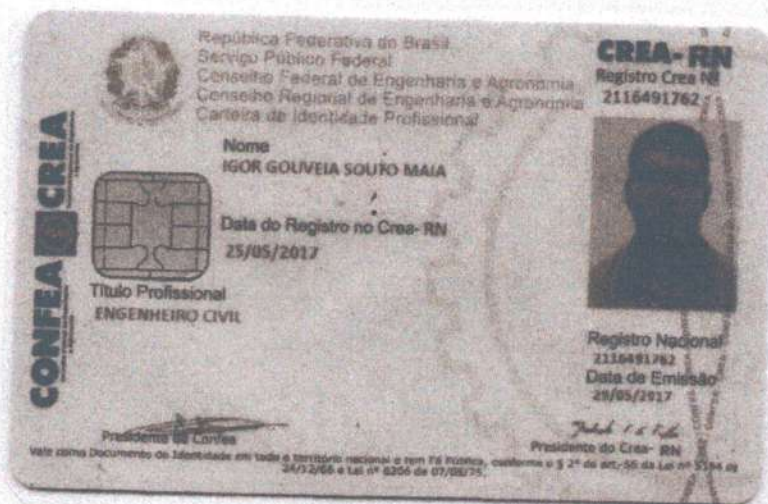 República Federativa do Brasil
Serviço Público Federal
Conselho Federal de Engenharia e Agronomia
Conselho Regional de Engenharia e Agronomia
Carteira de Identidade Profissional
CREA-RN
Registro Crea Nº
2116491762
CONFEA CREA
Nome
IGOR GOUVEIA SOUTO MAIA
Data do Registro no Crea-RN
25/05/2017
Título Profissional
ENGENHEIRO CIVIL
Registro Nacional
2116491762
Data de Emissão
29/05/2017
Presidente do Confea
Presidente do Crea- RN
Vale como Documento de Identidade em todo o território nacional e tem Fé Pública, conforme o § 2º do art. 56 da Lei nº 5194 de
24/12/66 e Lei nº 6206 de 07/08/75.